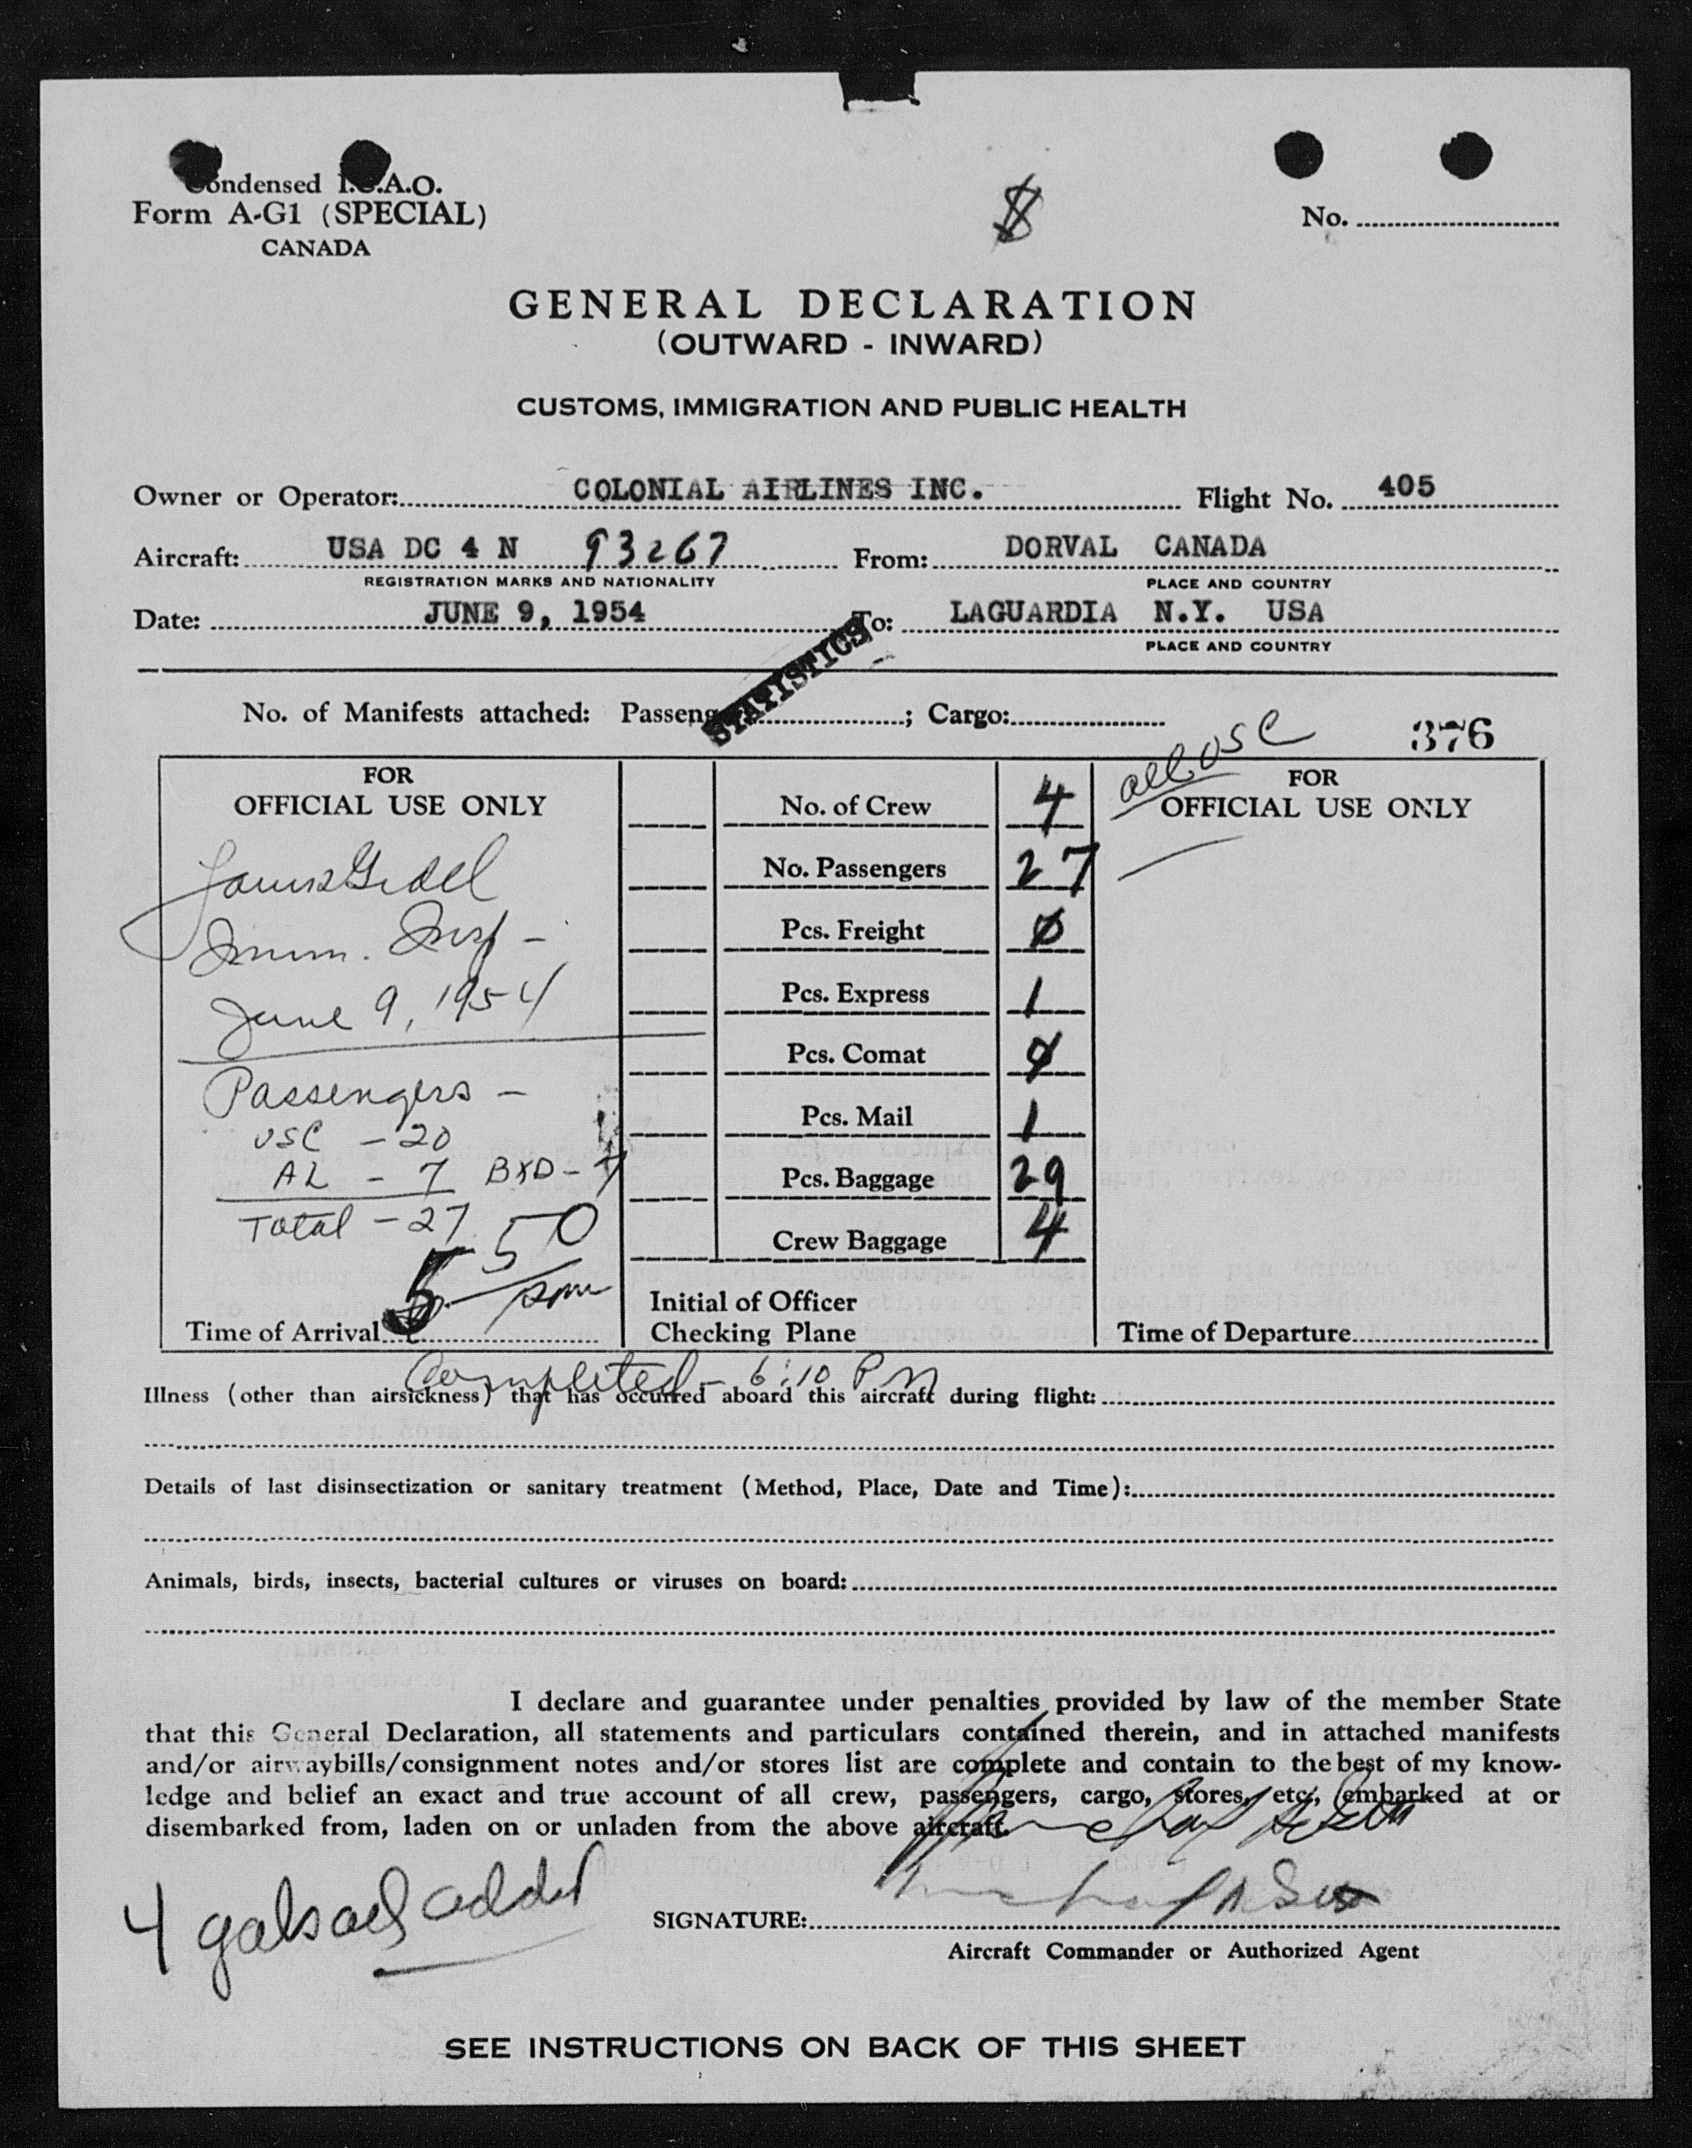 Condensed I.C.A.O.
Form A-G1 (SPECIAL)
CANADA
No.
GENERAL DECLARATION
(OUTWARD - INWARD)
CUSTOMS, IMMIGRATION AND PUBLIC HEALTH
Owner or Operator: COLONIAL AIRLINES INC. Flight No. 405
Aircraft: USA DC 4 N 93267 From: DORVAL CANADA
REGISTRATION MARKS AND NATIONALITY PLACE AND COUNTRY
Date: JUNE 9, 1954 To: LAGUARDIA N.Y. USA
PLACE AND COUNTRY
STATISTICS
No. of Manifests attached: Passeng ; Cargo:
all USC
376
FOR
OFFICIAL USE ONLY
Imm. Insp -
June 9, 1954
Passengers -
USC - 20
AL - 7 BXD - 7
Total - 27
5 50 pm
Time of Arrival
No. of Crew 4
No. Passengers 27
Pcs. Freight 0
Pcs. Express 1
Pcs. Comat 0
Pcs. Mail 1
Pcs. Baggage 29
Crew Baggage 4
Initial of Officer
Checking Plane
FOR
OFFICIAL USE ONLY
Time of Departure
Completed - 6:10 PM
Illness (other than airsickness) that has occurred aboard this aircraft during flight:
Details of last disinsectization or sanitary treatment (Method, Place, Date and Time):
Animals, birds, insects, bacterial cultures or viruses on board:
I declare and guarantee under penalties provided by law of the member State
that this General Declaration, all statements and particulars contained therein, and in attached manifests
and/or airwaybills/consignment notes and/or stores list are complete and contain to the best of my know-
ledge and belief an exact and true account of all crew, passengers, cargo, stores, etc., embarked at or
disembarked from, laden on or unladen from the above aircraft.
4 gals added
SIGNATURE:
Aircraft Commander or Authorized Agent
SEE INSTRUCTIONS ON BACK OF THIS SHEET